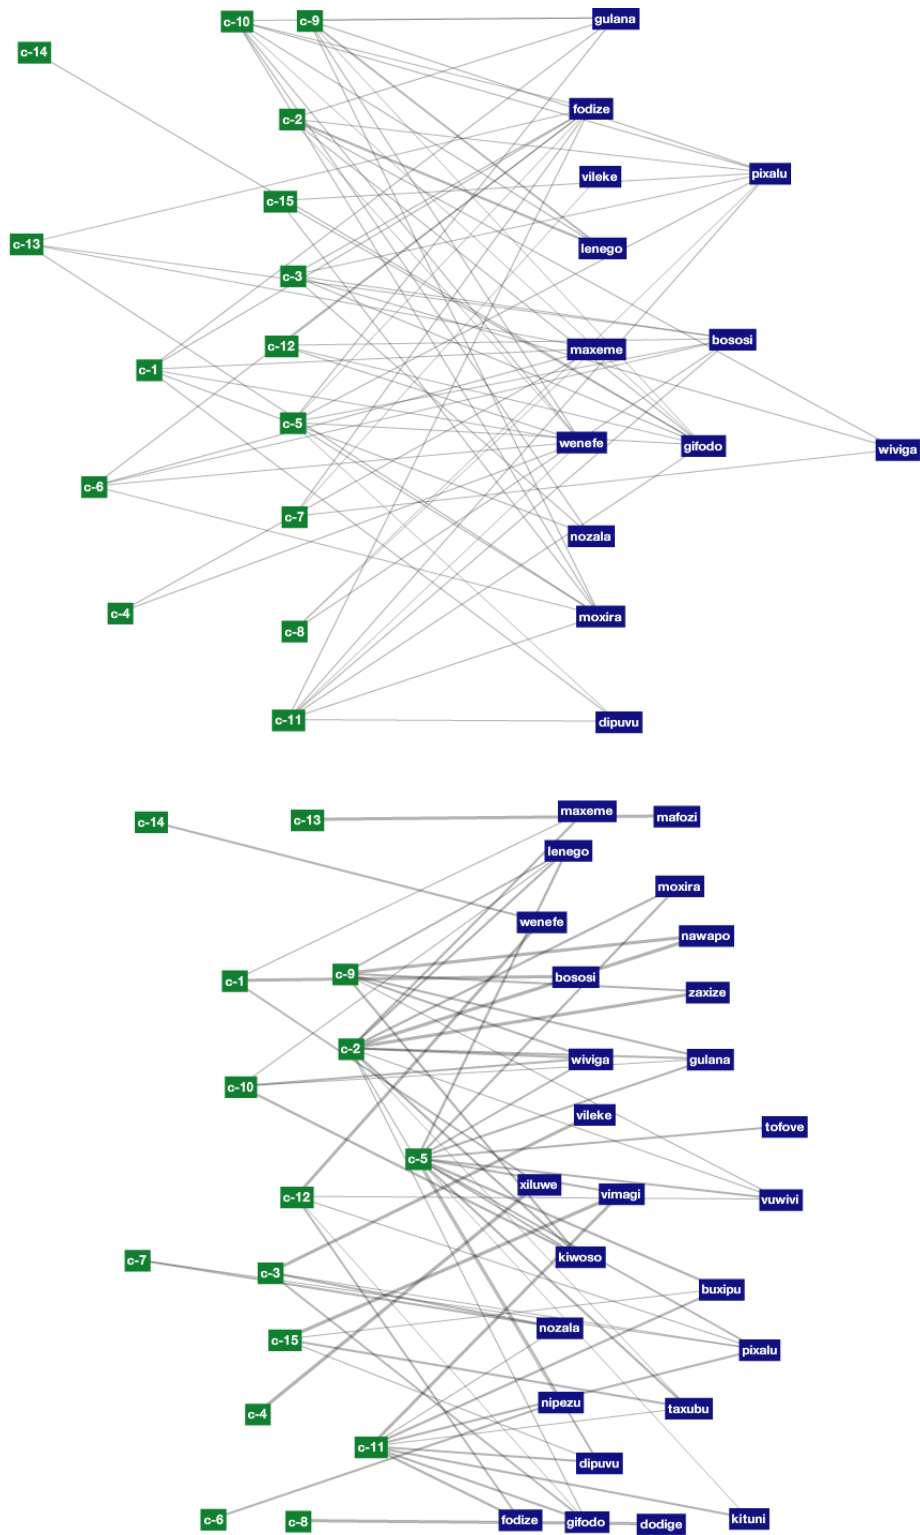 c-10 c-9 gulana
c-14
fodize
c-2
vileke pixalu
c-15
c-13 lenego
c-3
bososi
c-12 maxeme
c-1
c-5
wenefe gifodo wiviga
c-6
c-7
nozala
c-4 moxira
c-8
c-11 dipuvu
maxeme mafozi
c-14 c-13
lenego
moxira
wenefe
nawapo
c-1 c-9 bososi
zaxize
c-2
wiviga gulana
c-10
vileke
tofove
c-5
xiluwe
c-12 vimagi vuwivi
c-7 kiwoso
c-3
buxipu
nozala
c-15 pixalu
nipezu
c-4 taxubu
c-11
dipuvu
c-6 c-8 fodize gifodo dodige kituni